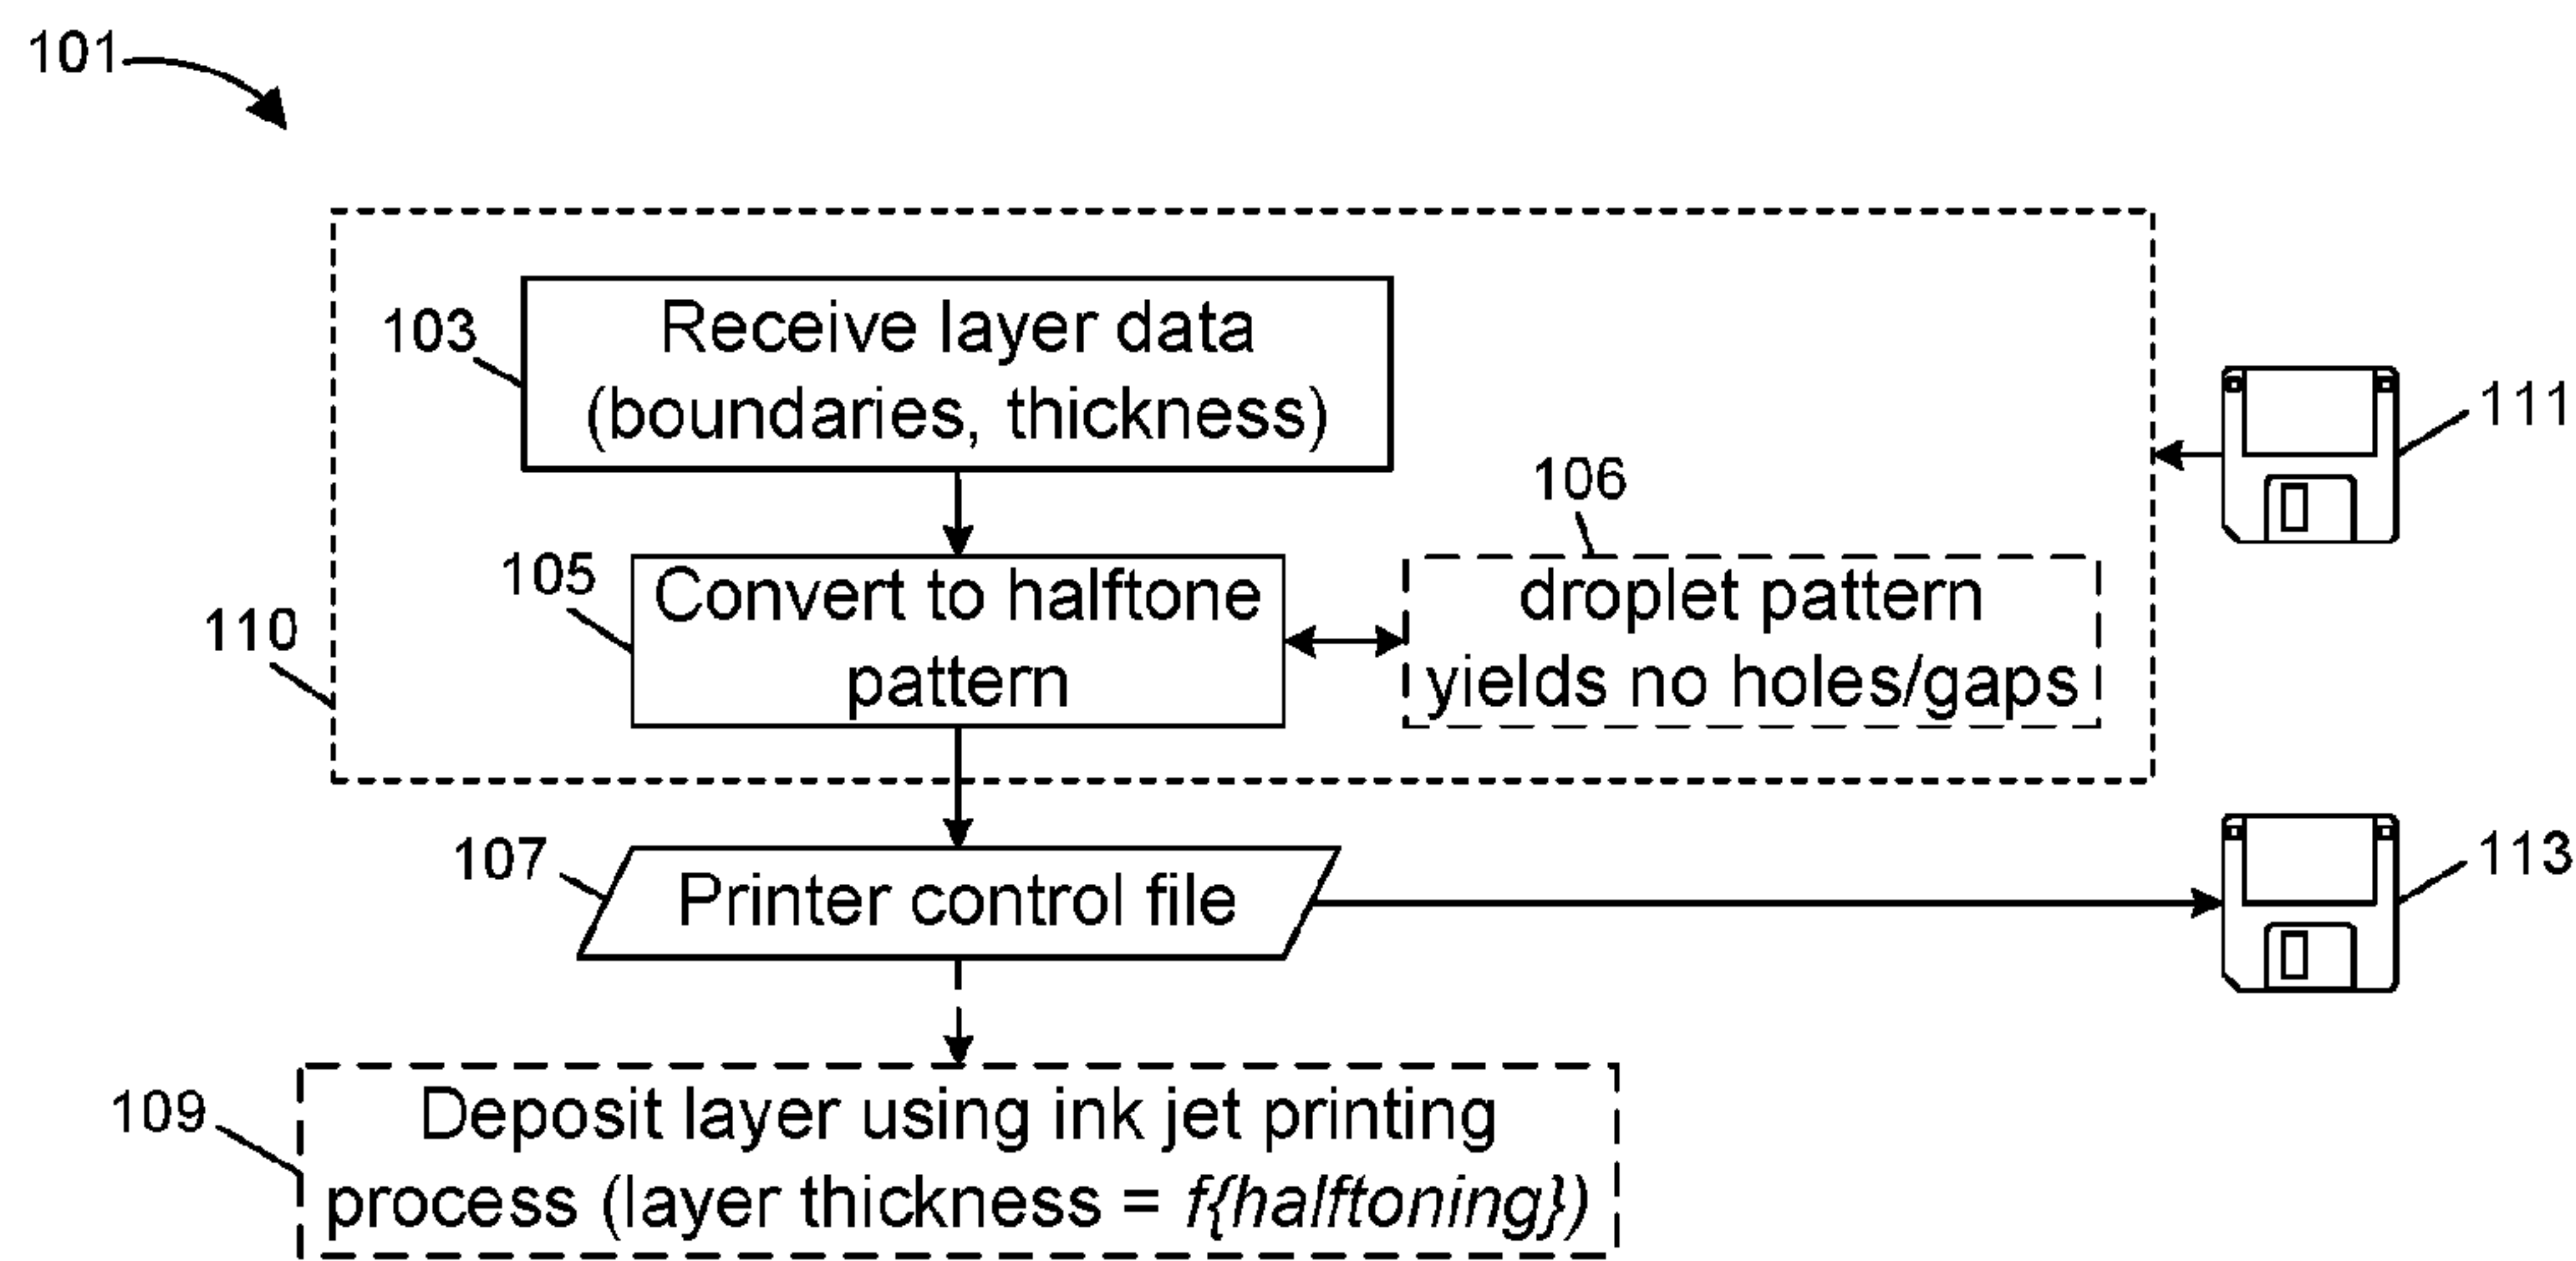 101
103
Receive layer data
(boundaries, thickness)
111
106
105
Convert to halftone
pattern
droplet pattern
yields no holes/gaps
110
107
Printer control file
113
109
Deposit layer using ink jet printing
process (layer thickness = f{halftoning})